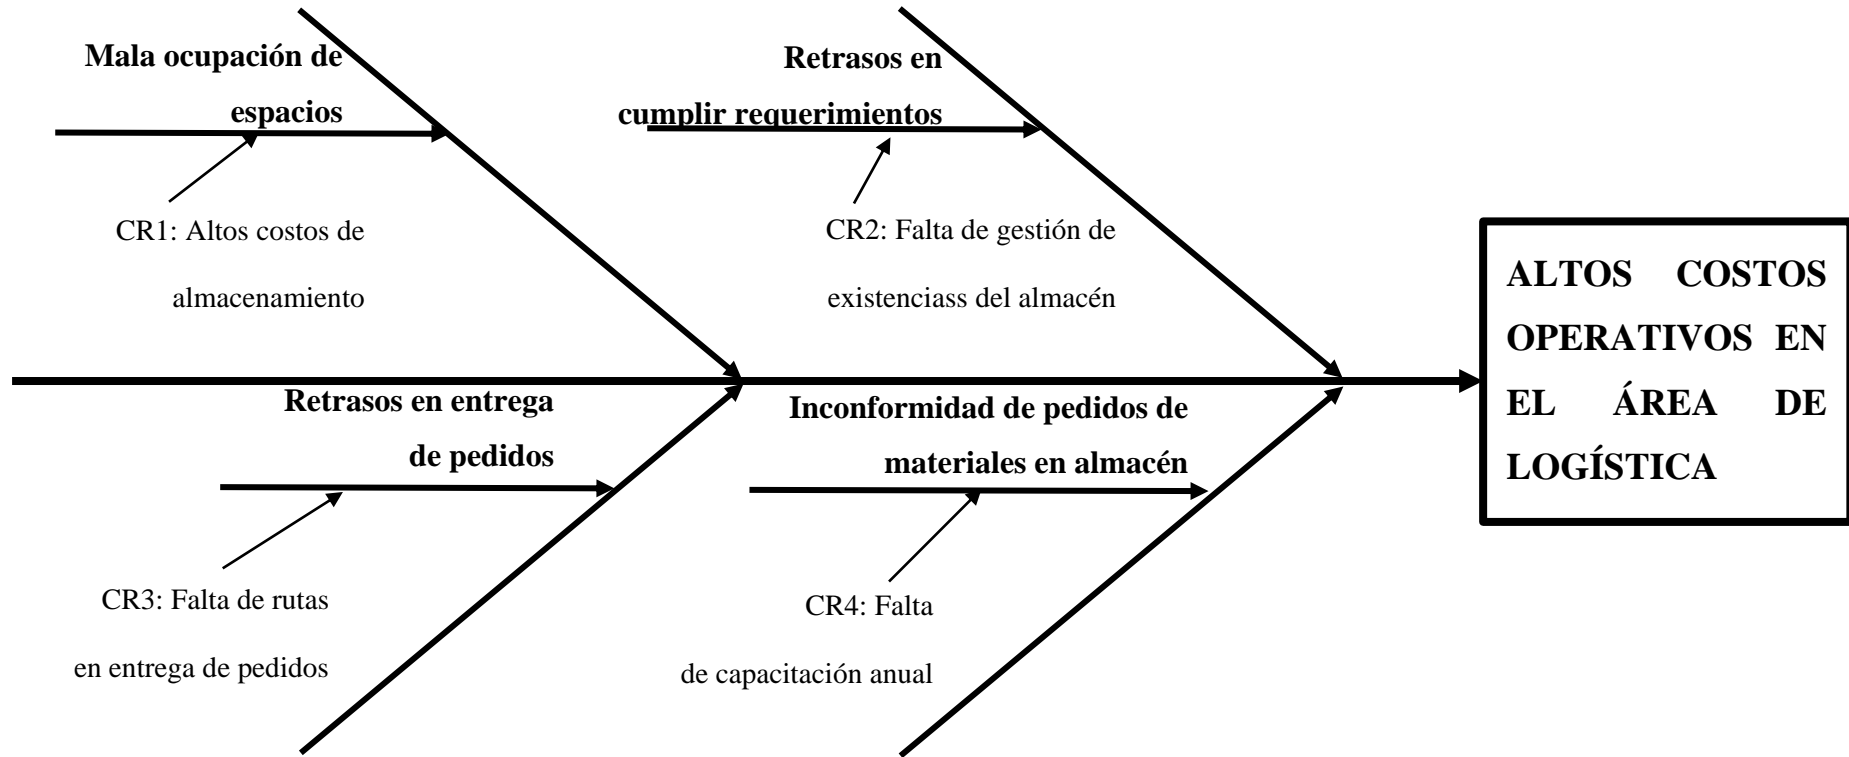 Mala ocupación de
espacios
CR1: Altos costos de
almacenamiento
Retrasos en
cumplir requerimientos
CR2: Falta de gestión de
existenciass del almacén
Retrasos en entrega
de pedidos
CR3: Falta de rutas
en entrega de pedidos
Inconformidad de pedidos de
materiales en almacén
CR4: Falta
de capacitación anual
ALTOS COSTOS
OPERATIVOS EN
EL ÁREA DE
LOGÍSTICA